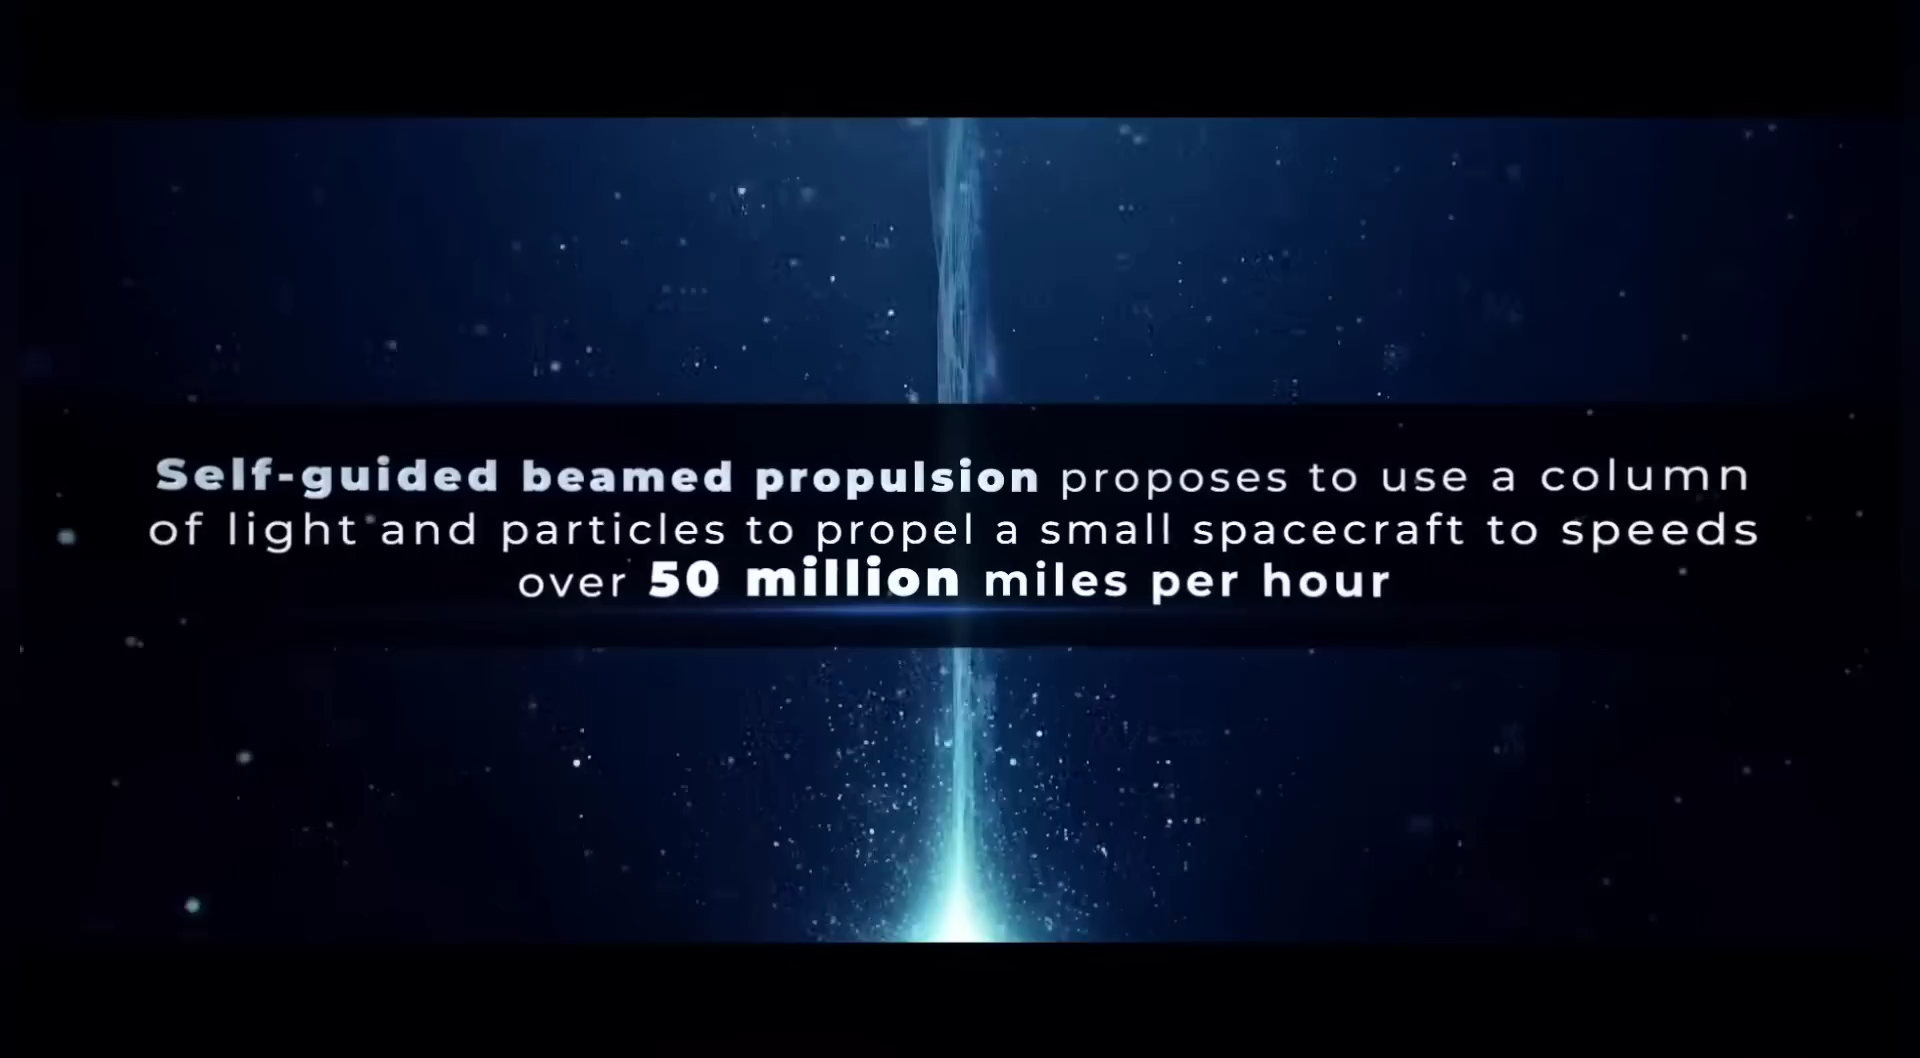 Self-guided beamed propulsion proposes to use a column
of light and particles to propel a small spacecraft to speeds
over 50 million miles per hour